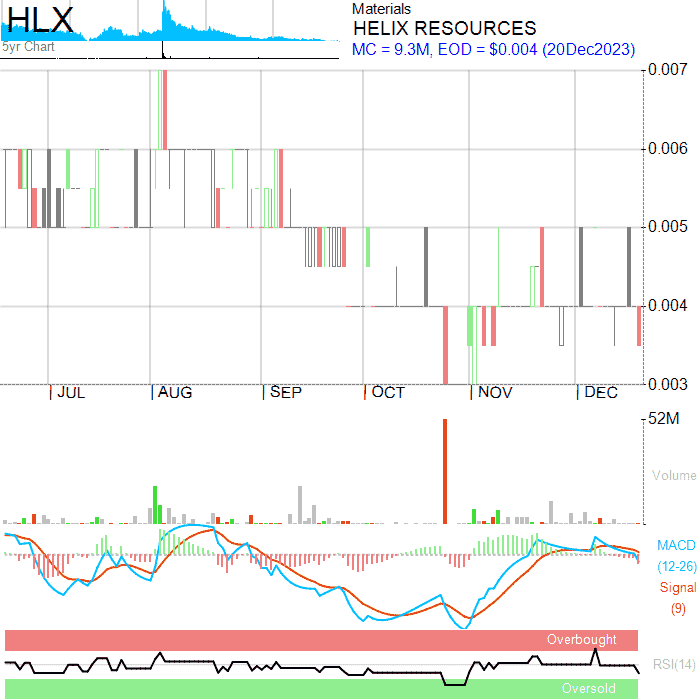 HLX
5yr Chart
Materials
HELIX RESOURCES
MC = 9.3M, EOD = $0.004 (20Dec2023)
0.007
0.006
0.005
0.004
0.003
JUL AUG SEP OCT NOV DEC
52M
Volume
MACD
(12-26)
Signal
(9)
Overbought
RSI(14)
Oversold